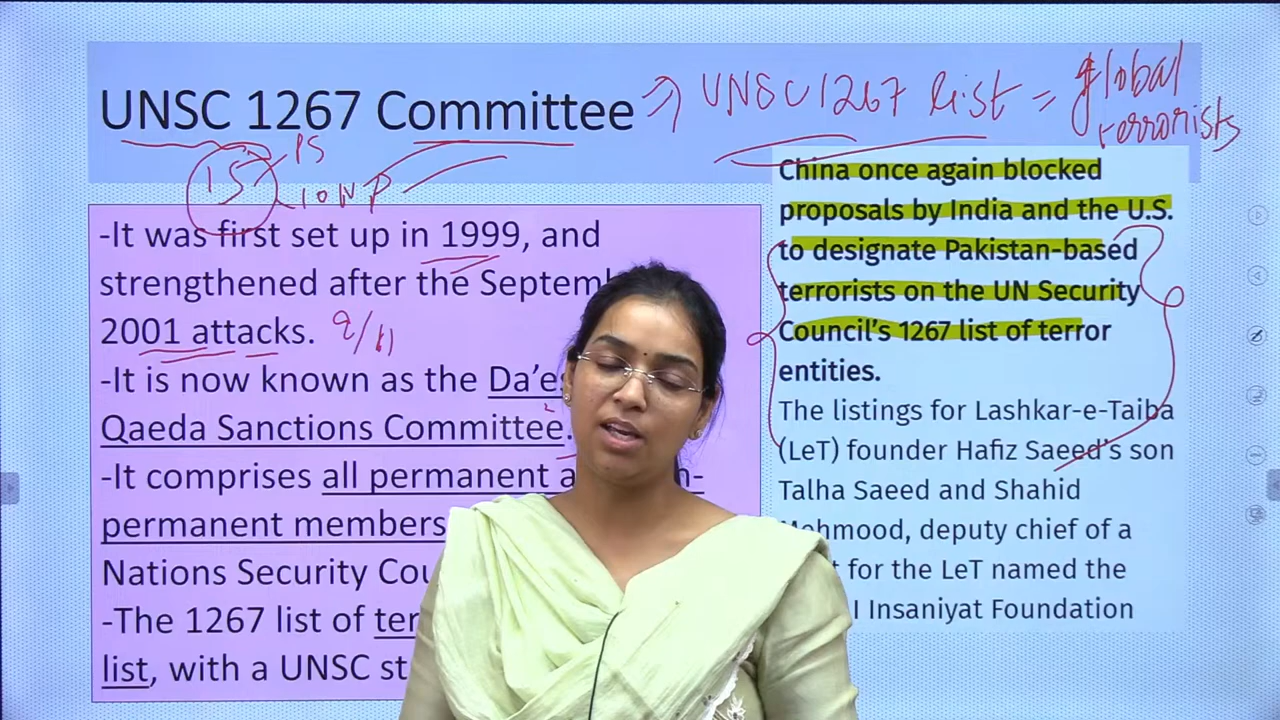 UNSC 1267 Committee ⇒ UNSC 1267 list = global
terrorists
15
P5
10 NP
-It was first set up in 1999, and
strengthened after the Septem
2001 attacks. 9/11
-It is now known as the Da’e
Qaeda Sanctions Committee.
-It comprises all permanent a n-
permanent members
Nations Security Cou
-The 1267 list of ter
list, with a UNSC st
China once again blocked
proposals by India and the U.S.
to designate Pakistan-based
terrorists on the UN Security
Council’s 1267 list of terror
entities.
The listings for Lashkar-e-Taiba
(LeT) founder Hafiz Saeed’s son
Talha Saeed and Shahid
Mehmood, deputy chief of a
t for the LeT named the
I Insaniyat Foundation